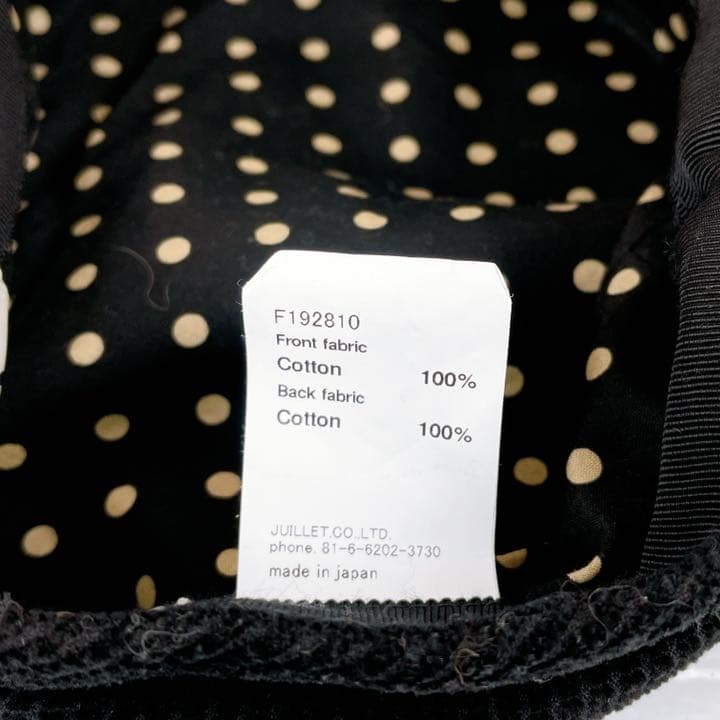 F192810
Front fabric
Cotton 100%
Back fabric
Cotton 100%
JUILLET.CO.,LTD.
phone. 81-6-6202-3730
made in japan